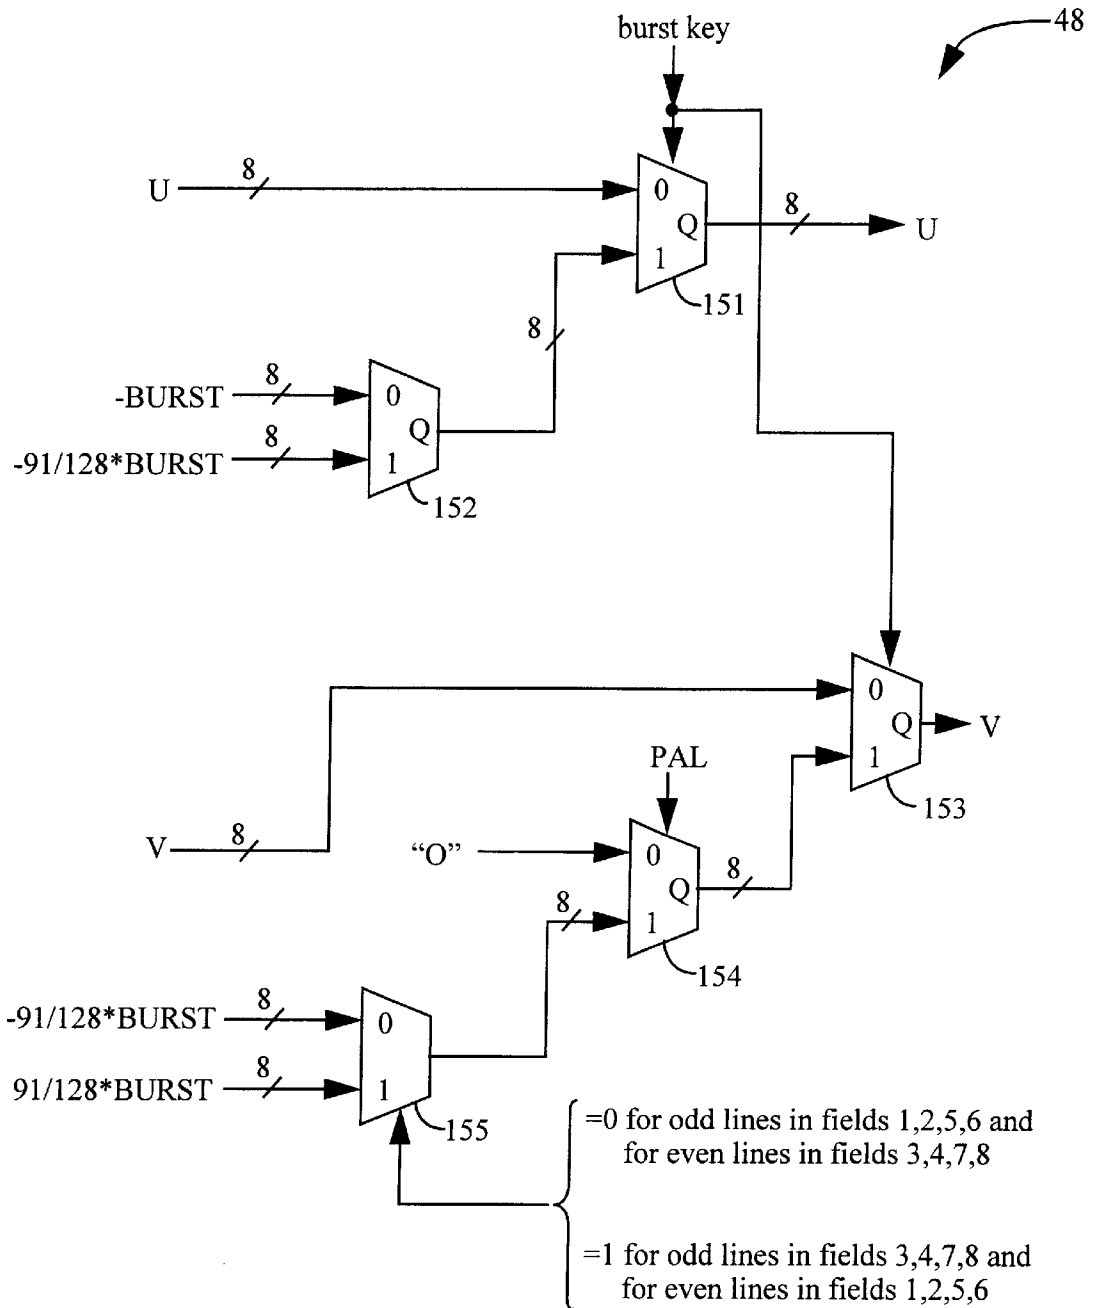 48
burst key
U
8
0
Q
8
U
1
151
8
-BURST
8
0
Q
-91/128*BURST
8
1
152
0
Q
V
1
153
PAL
V
8
“O”
0
Q
8
8
1
154
-91/128*BURST
8
0
91/128*BURST
8
1
155
=0 for odd lines in fields 1,2,5,6 and
for even lines in fields 3,4,7,8
=1 for odd lines in fields 3,4,7,8 and
for even lines in fields 1,2,5,6